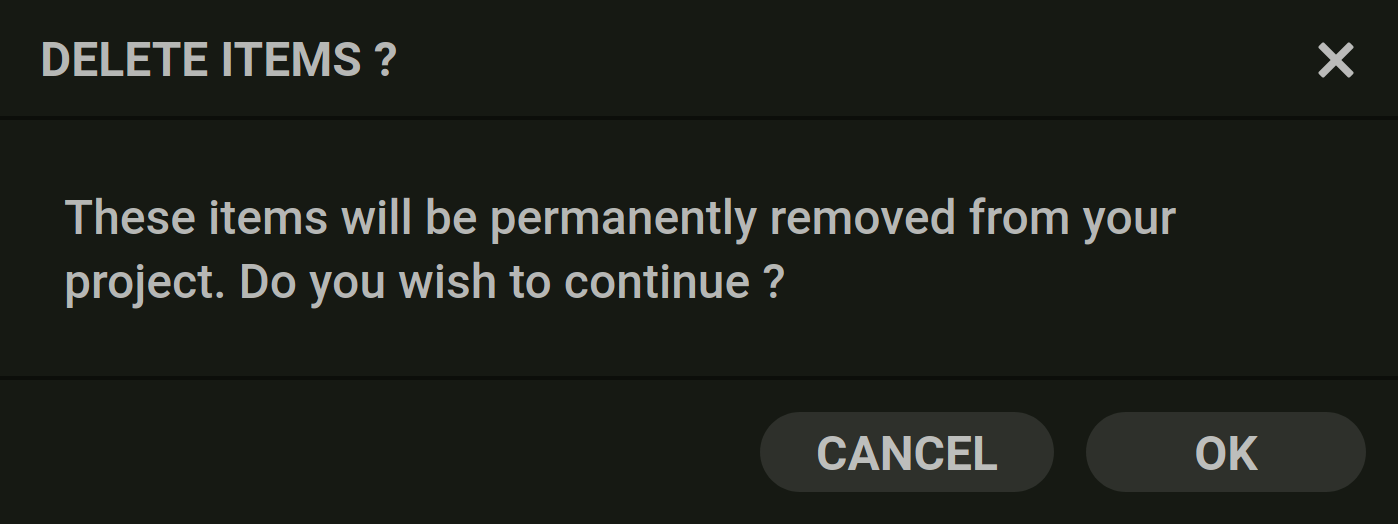 DELETE ITEMS ?
These items will be permanently removed from your
project. Do you wish to continue ?
CANCEL OK